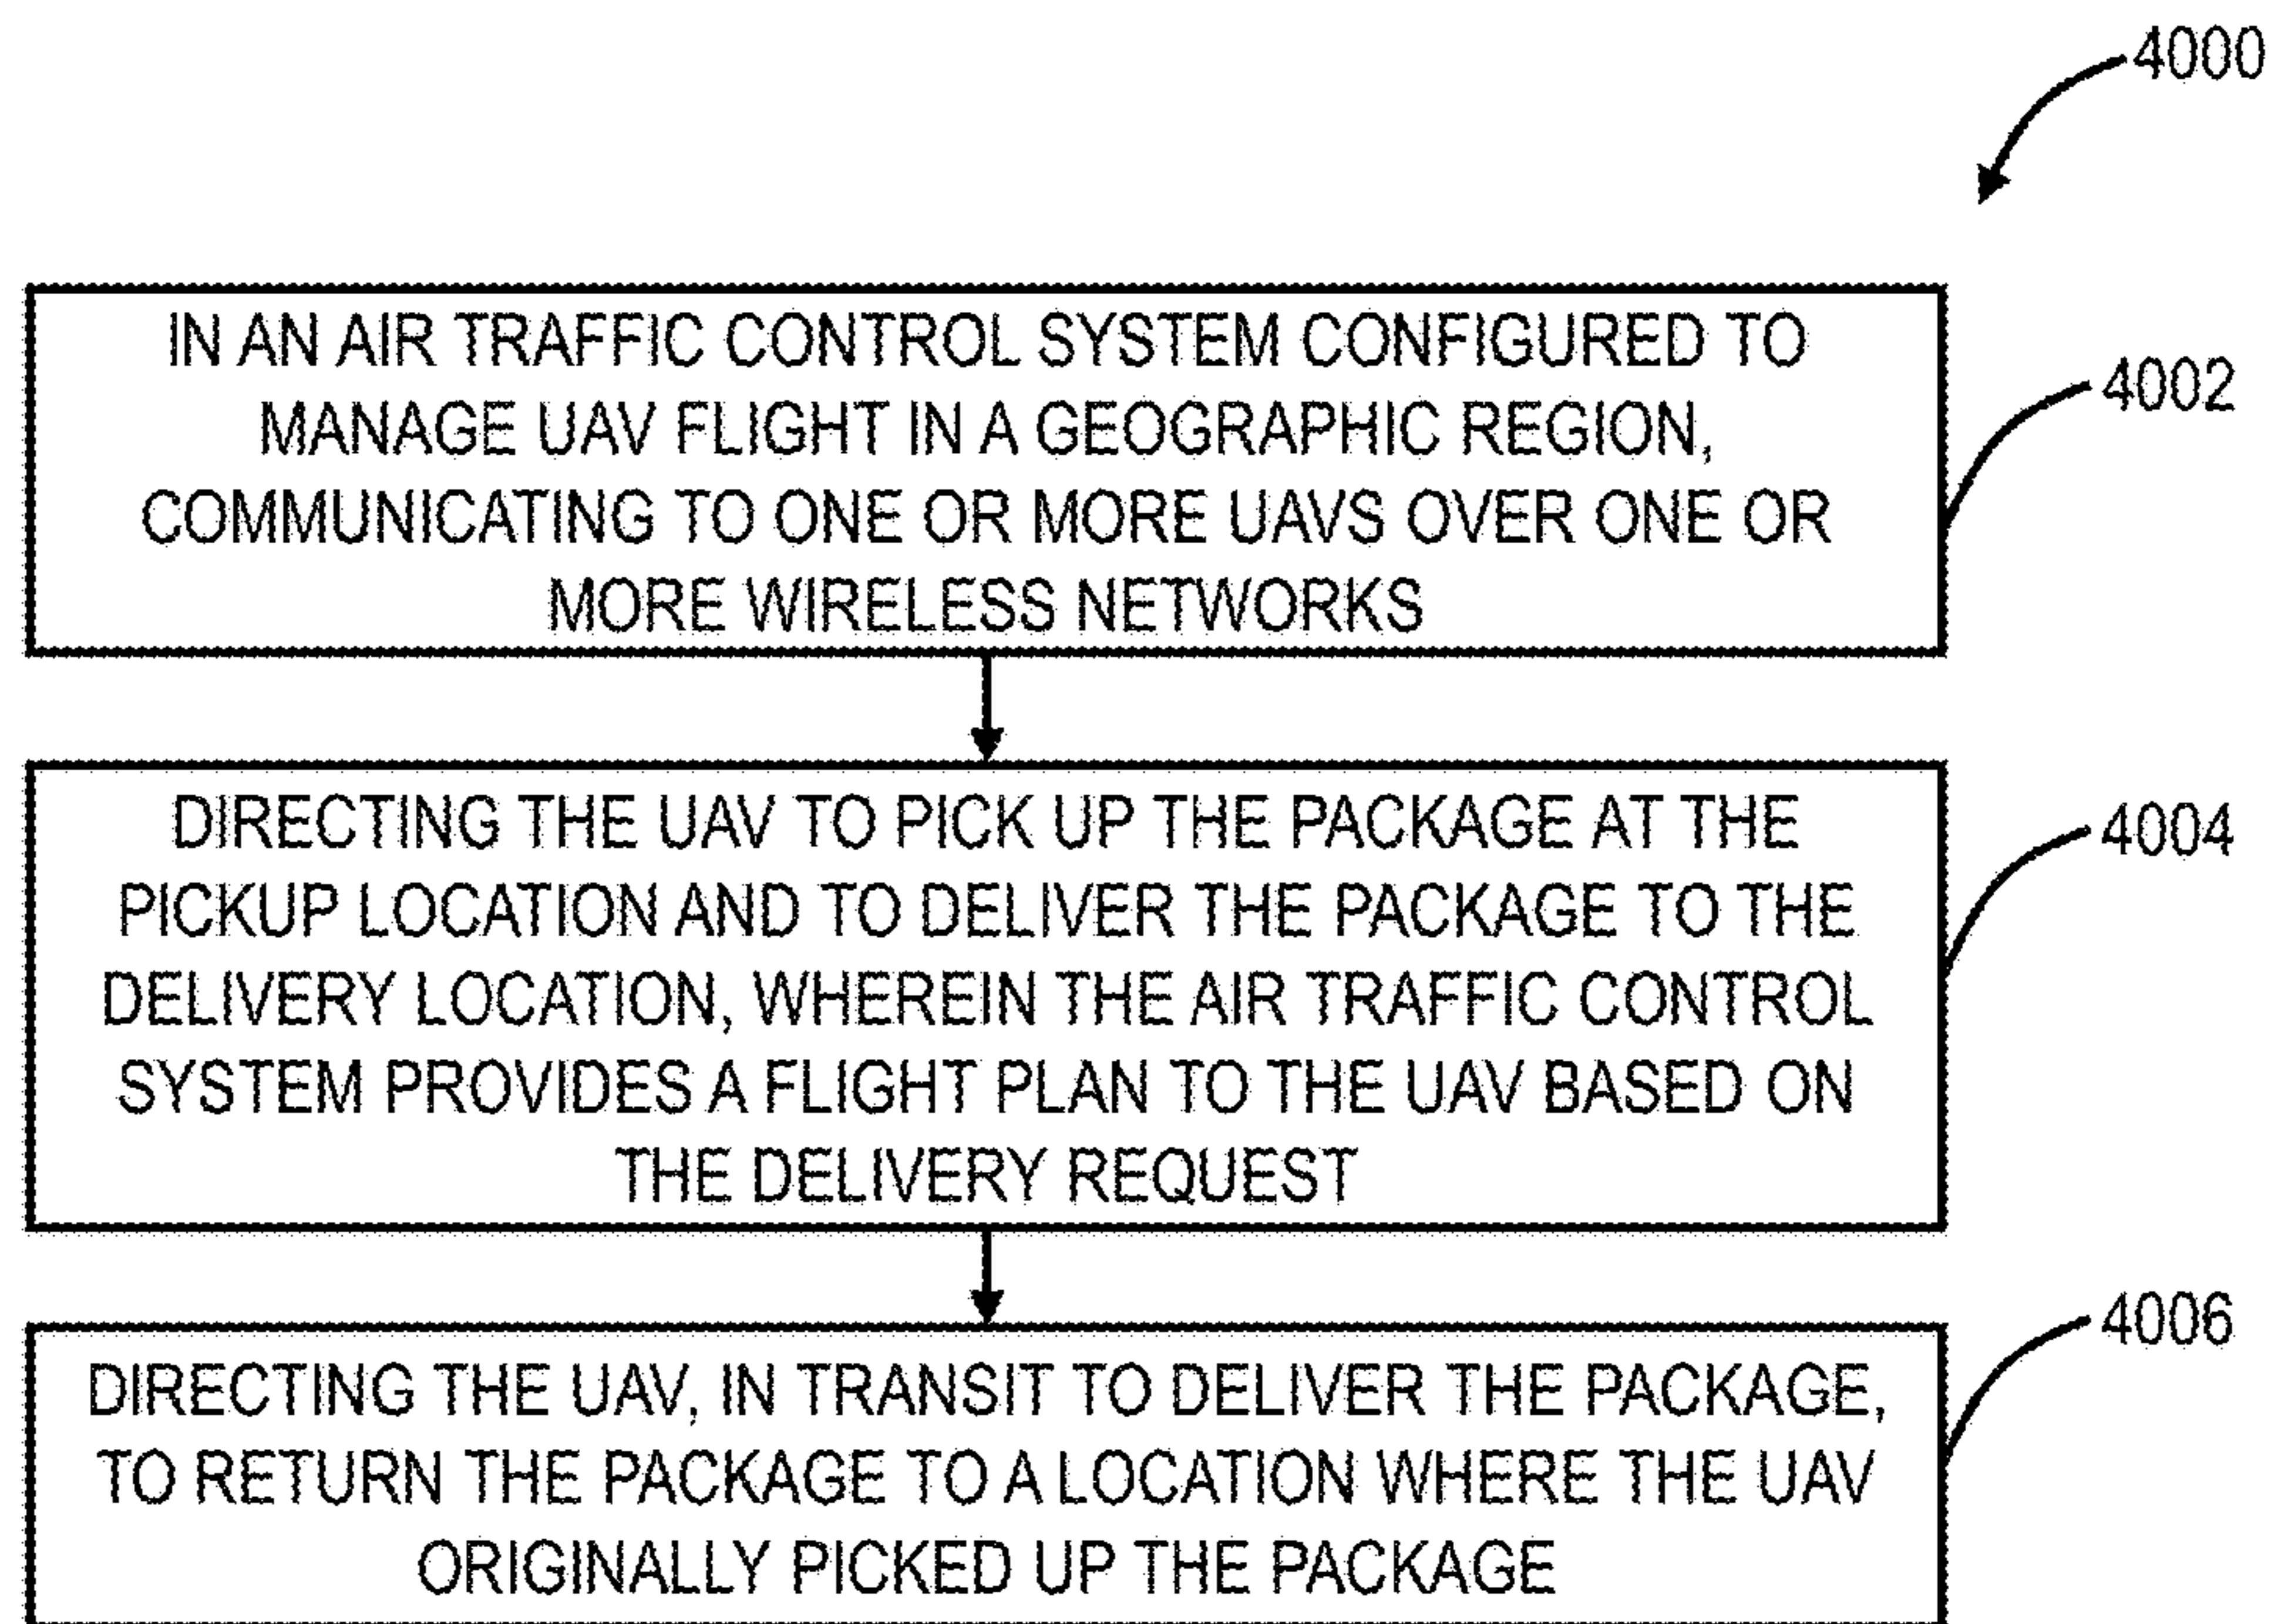 4000
IN AN AIR TRAFFIC CONTROL SYSTEM CONFIGURED TO
MANAGE UAV FLIGHT IN A GEOGRAPHIC REGION,
COMMUNICATING TO ONE OR MORE UAVS OVER ONE OR
MORE WIRELESS NETWORKS
4002
DIRECTING THE UAV TO PICK UP THE PACKAGE AT THE
PICKUP LOCATION AND TO DELIVER THE PACKAGE TO THE
DELIVERY LOCATION, WHEREIN THE AIR TRAFFIC CONTROL
SYSTEM PROVIDES A FLIGHT PLAN TO THE UAV BASED ON
THE DELIVERY REQUEST
4004
DIRECTING THE UAV, IN TRANSIT TO DELIVER THE PACKAGE,
TO RETURN THE PACKAGE TO A LOCATION WHERE THE UAV
ORIGINALLY PICKED UP THE PACKAGE
4006